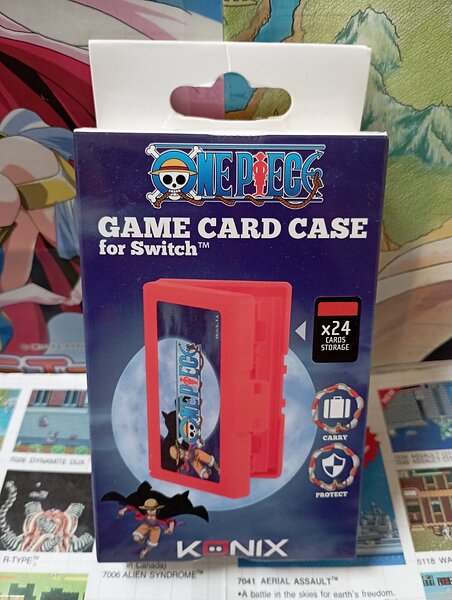 ONE PIECE
GAME CARD CASE
for Switch™
x24
CARDS
STORAGE
ONE PIECE
CARRY
PROTECT
KONIX
7028 DYNAMITE DUX
R-TYPE™
in Canada)
7006 ALIEN SYNDROME™
7041 AERIAL ASSAULT™
•A battle in the skies for earth's freedom.
5118 WA